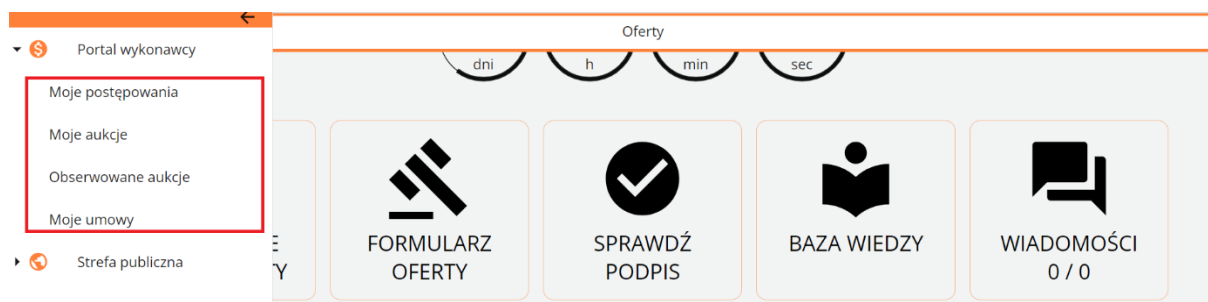 Portal wykonawcy
Moje postępowania
Moje aukcje
Obserwowane aukcje
Moje umowy
Strefa publiczna
Oferty
dni
h
min
sec
E
Y
FORMULARZ
OFERTY
SPRAWDŹ
PODPIS
BAZA WIEDZY
WIADOMOŚCI
0 / 0